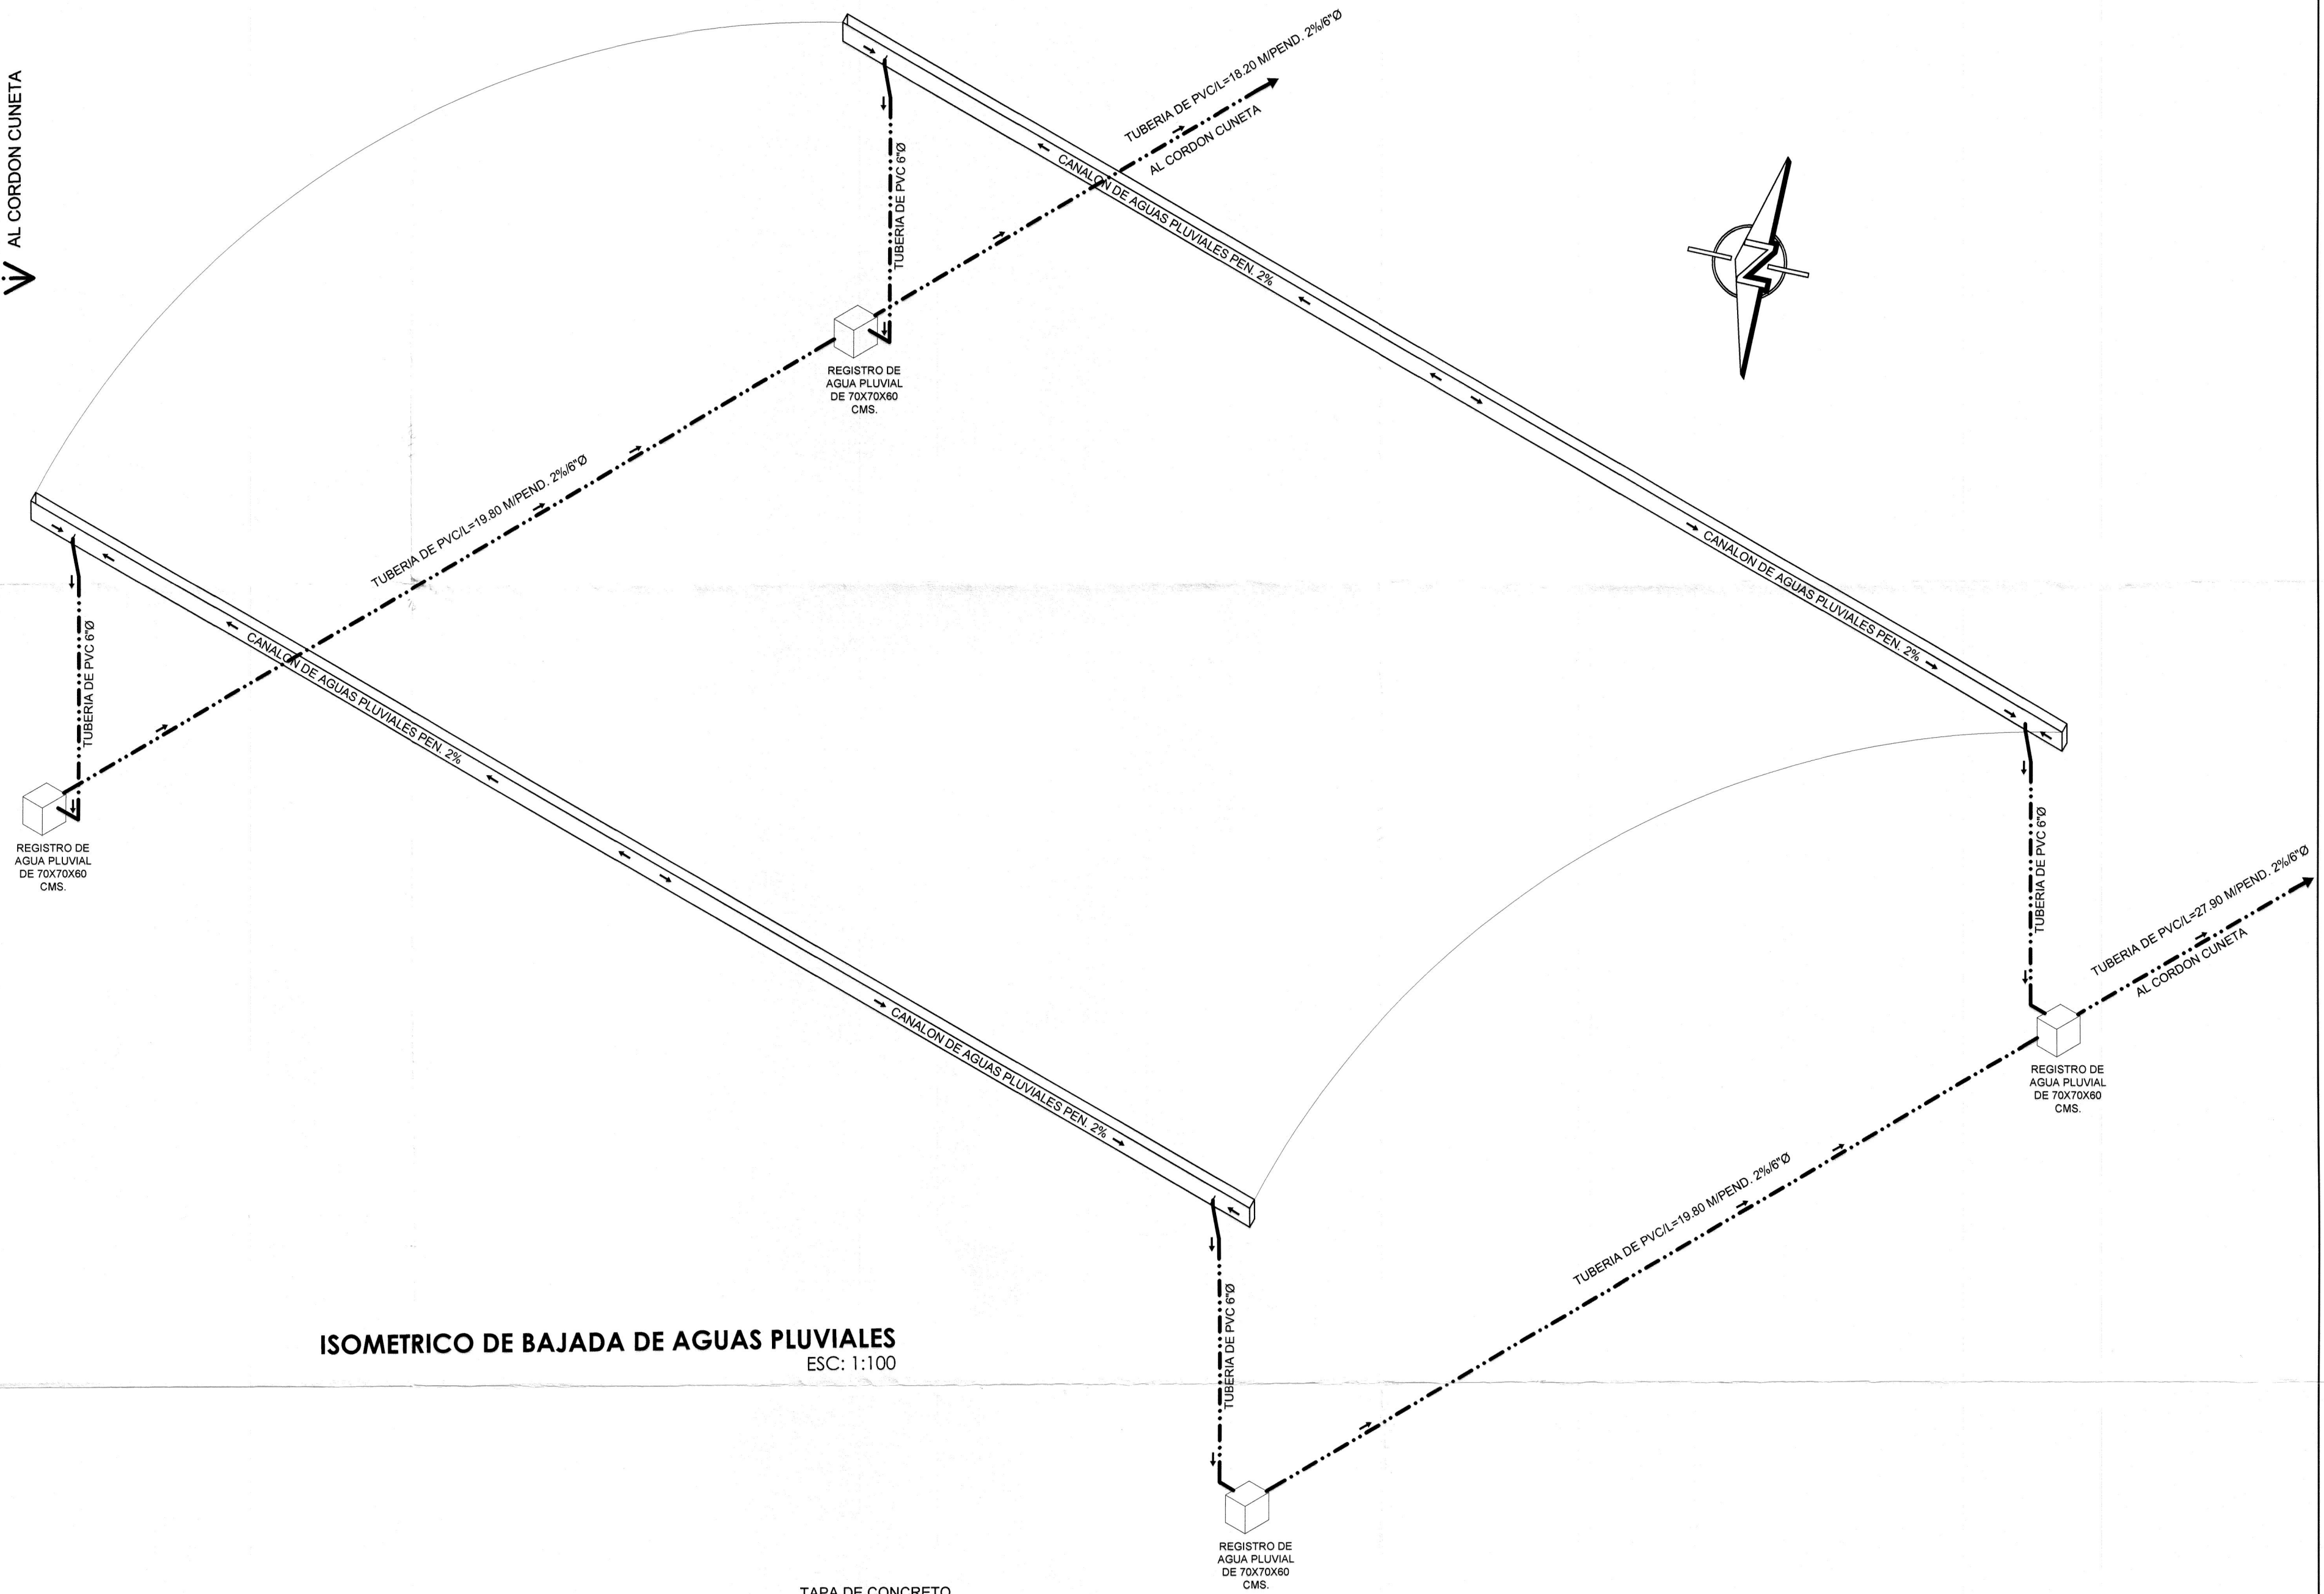 AL CORDON CUNETA
TUBERIA DE PVC/L=18.20 M/PEND. 2%/6"Ø
AL CORDON CUNETA
CANALON DE AGUAS PLUVIALES PEN. 2%
TUBERIA DE PVC 6"Ø
REGISTRO DE
AGUA PLUVIAL
DE 70X70X60
CMS.
TUBERIA DE PVC/L=19.80 M/PEND. 2%/6"Ø
CANALON DE AGUAS PLUVIALES PEN. 2%
TUBERIA DE PVC 6"Ø
CANALON DE AGUAS PLUVIALES PEN. 2%
REGISTRO DE
AGUA PLUVIAL
DE 70X70X60
CMS.
TUBERIA DE PVC 6"Ø
TUBERIA DE PVC/L=27.90 M/PEND. 2%/6"Ø
AL CORDON CUNETA
REGISTRO DE
AGUA PLUVIAL
DE 70X70X60
CMS.
CANALON DE AGUAS PLUVIALES PEN. 2%
TUBERIA DE PVC/L=19.80 M/PEND. 2%/6"Ø
TUBERIA DE PVC 6"Ø
ISOMETRICO DE BAJADA DE AGUAS PLUVIALES
ESC: 1:100
REGISTRO DE
AGUA PLUVIAL
DE 70X70X60
CMS.
TAPA DE CONCRETO